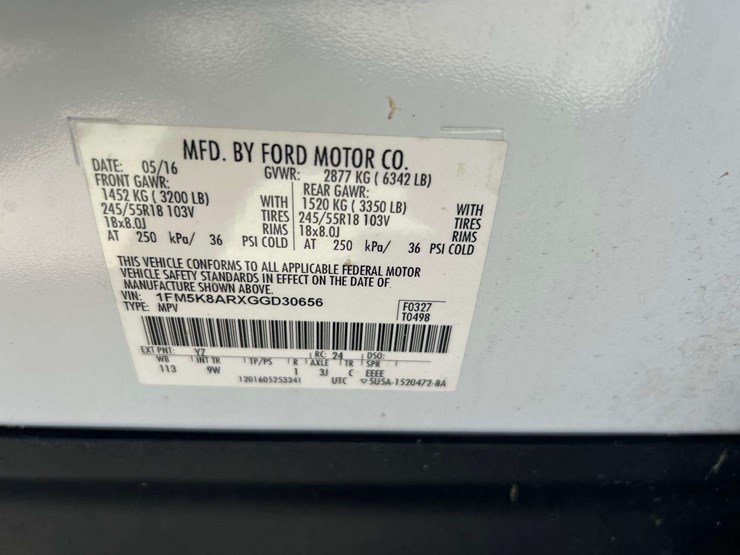 MFD. BY FORD MOTOR CO.
DATE: 05/16 GVWR: 2877 KG ( 6342 LB)
FRONT GAWR: REAR GAWR:
1452 KG ( 3200 LB) WITH 1520 KG ( 3350 LB) WITH
245/55R18 103V TIRES 245/55R18 103V TIRES
18x8.0J RIMS 18x8.0J RIMS
AT 250 kPa/ 36 PSI COLD AT 250 kPa/ 36 PSI COLD
THIS VEHICLE CONFORMS TO ALL APPLICABLE FEDERAL MOTOR
VEHICLE SAFETY STANDARDS IN EFFECT ON THE DATE OF
MANUFACTURE SHOWN ABOVE.
VIN: 1FM5K8ARXGGD30656
TYPE: MPV
F0327
T0498
EXT PNT: Y7 RC: 24 DSO:
WB INT TR TP/PS R AXLE TR SPR
113 9W 1 3J C EEEE
1201605253341 UTC 5U5A-1520472-BA